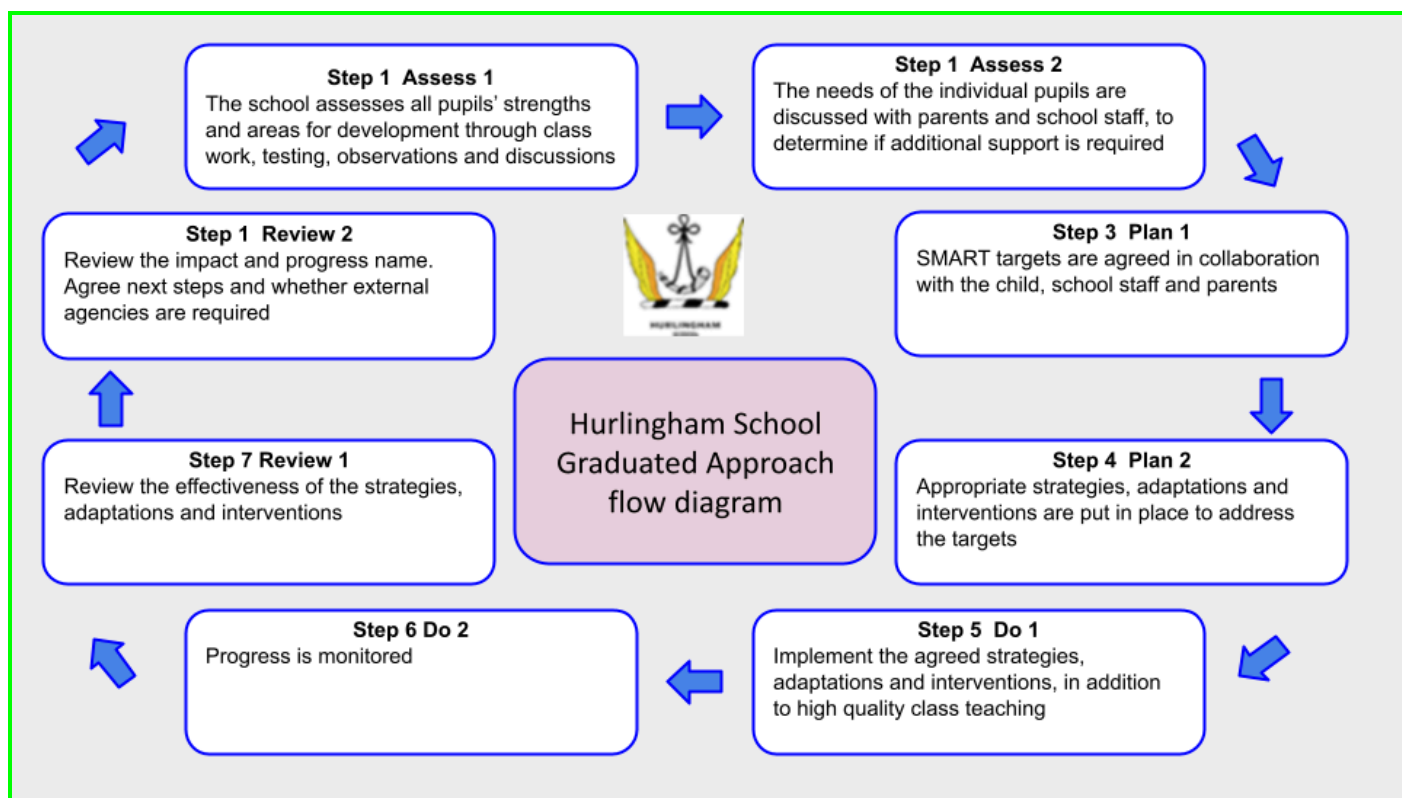 Step 1  Assess 1
The school assesses all pupils’ strengths
and areas for development through class
work, testing, observations and discussions
Step 1  Assess 2
The needs of the individual pupils are
discussed with parents and school staff, to
determine if additional support is required
Step 3  Plan 1
SMART targets are agreed in collaboration
with the child, school staff and parents
Step 4  Plan 2
Appropriate strategies, adaptations and
interventions are put in place to address
the targets
Step 5  Do 1
Implement the agreed strategies,
adaptations and interventions, in addition
to high quality class teaching
Step 6 Do 2
Progress is monitored
Step 7 Review 1
Review the effectiveness of the strategies,
adaptations and interventions
Step 1  Review 2
Review the impact and progress name.
Agree next steps and whether external
agencies are required
HURLINGHAM
Hurlingham School
Graduated Approach
flow diagram